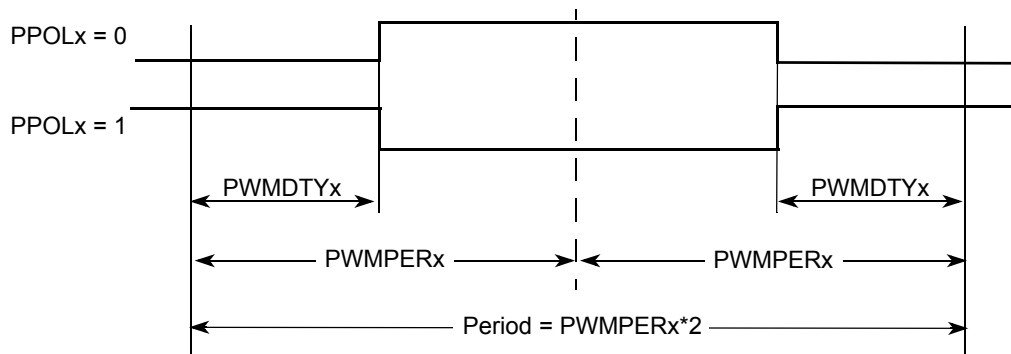 PPOLx = 0
PPOLx = 1
PWMDTYx
PWMDTYx
PWMPERx
PWMPERx
Period = PWMPERx*2